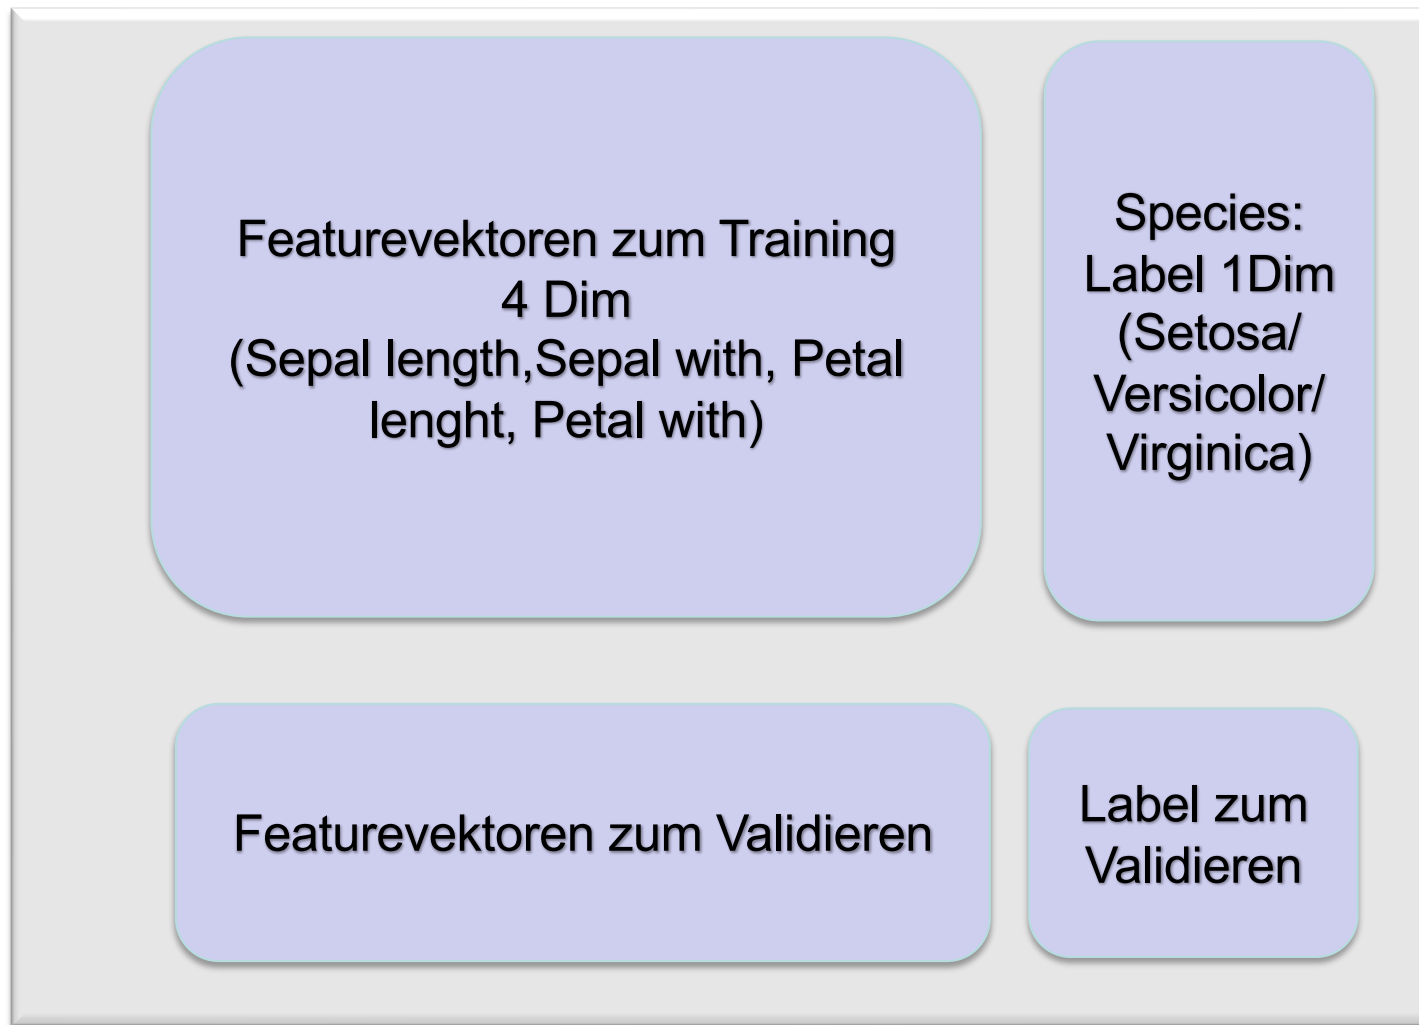 Featurevektoren zum Training
4 Dim
(Sepal length,Sepal with, Petal
lenght, Petal with)
Species:
Label 1Dim
(Setosa/
Versicolor/
Virginica)
Featurevektoren zum Validieren
Label zum
Validieren